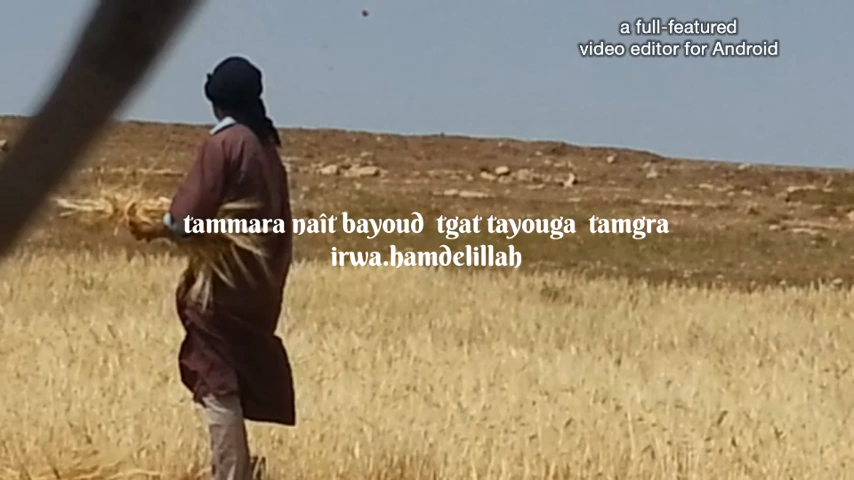 a full-featured
video editor for Android
tammara naît bayoud tgat tayouga tamgra
irwa.hamdelillah